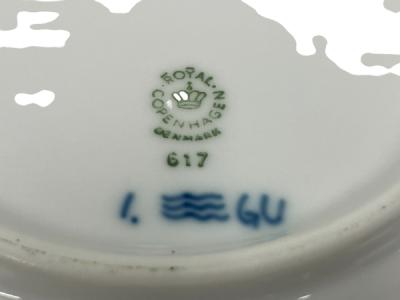 ROYAL COPENHAGEN
DENMARK
617
1. GU